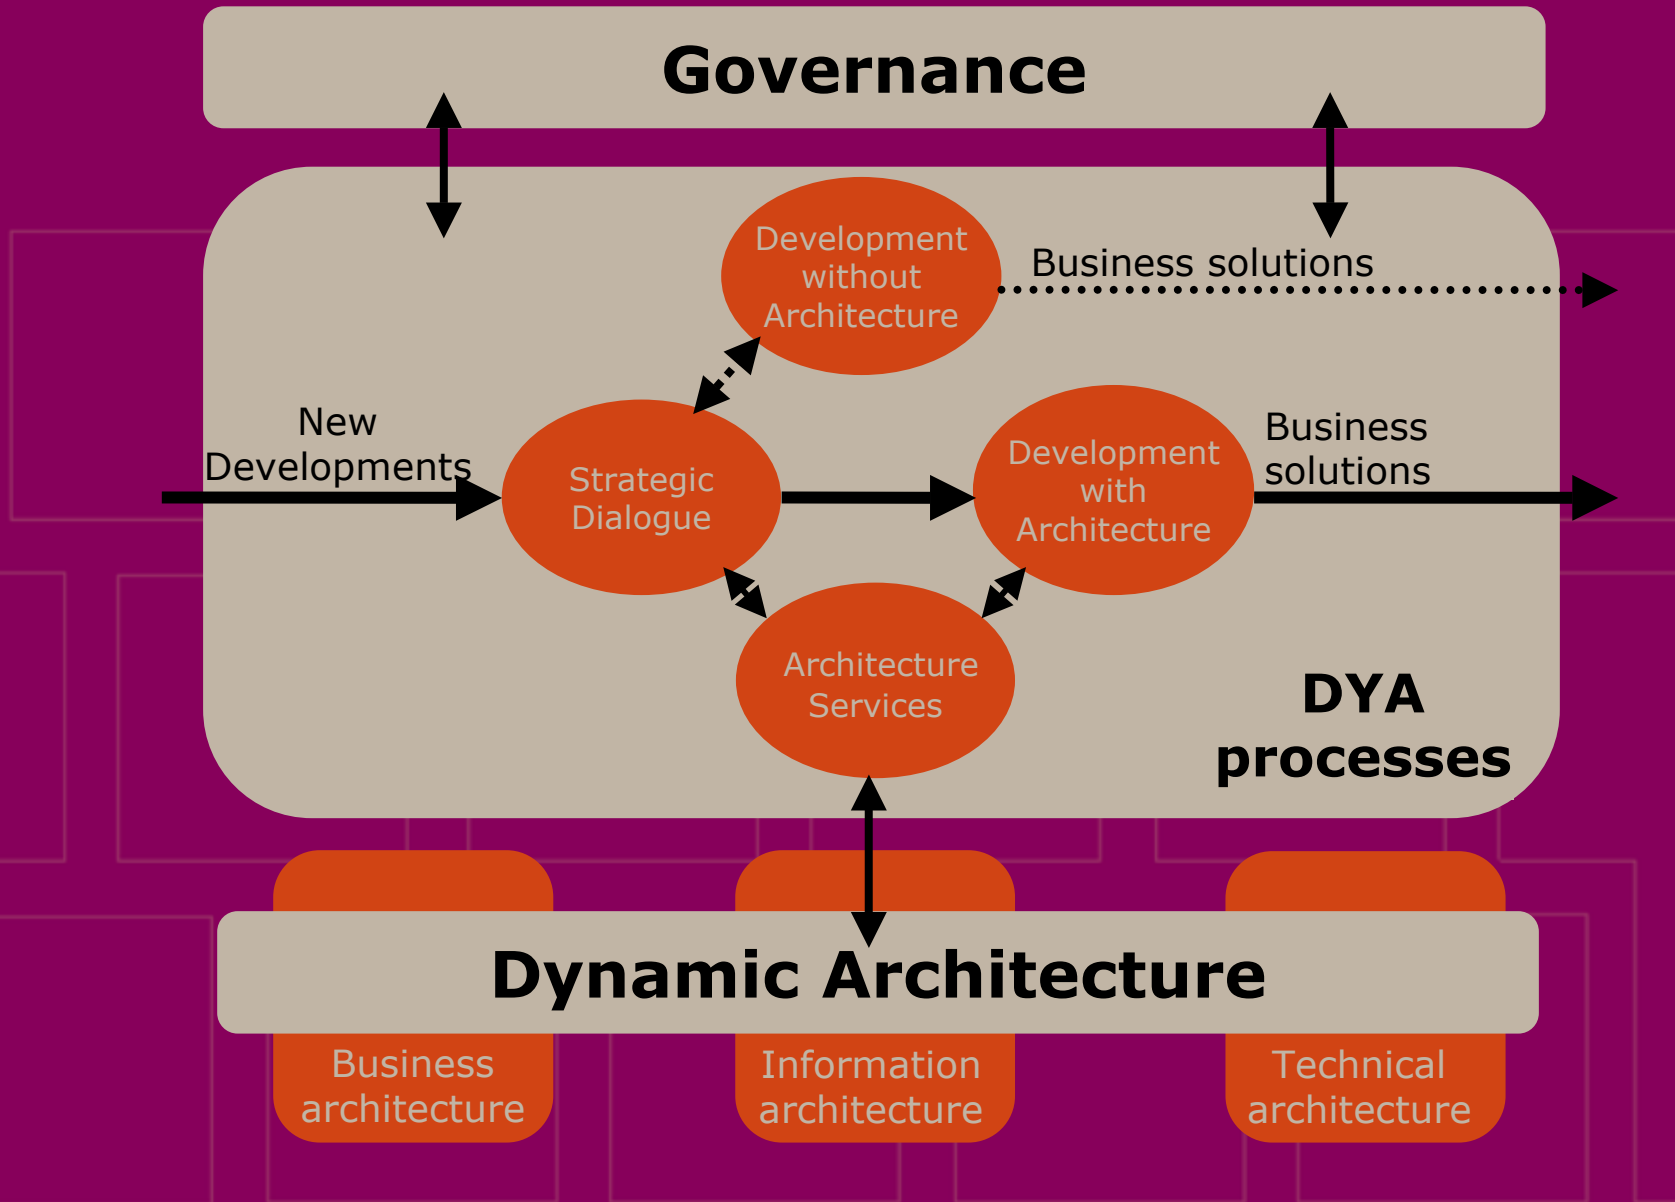 Governance
Development
without
Architecture
Business solutions
New
Developments
Strategic
Dialogue
Development
with
Architecture
Business
solutions
Architecture
Services
DYA
processes
Dynamic Architecture
Business
architecture
Information
architecture
Technical
architecture